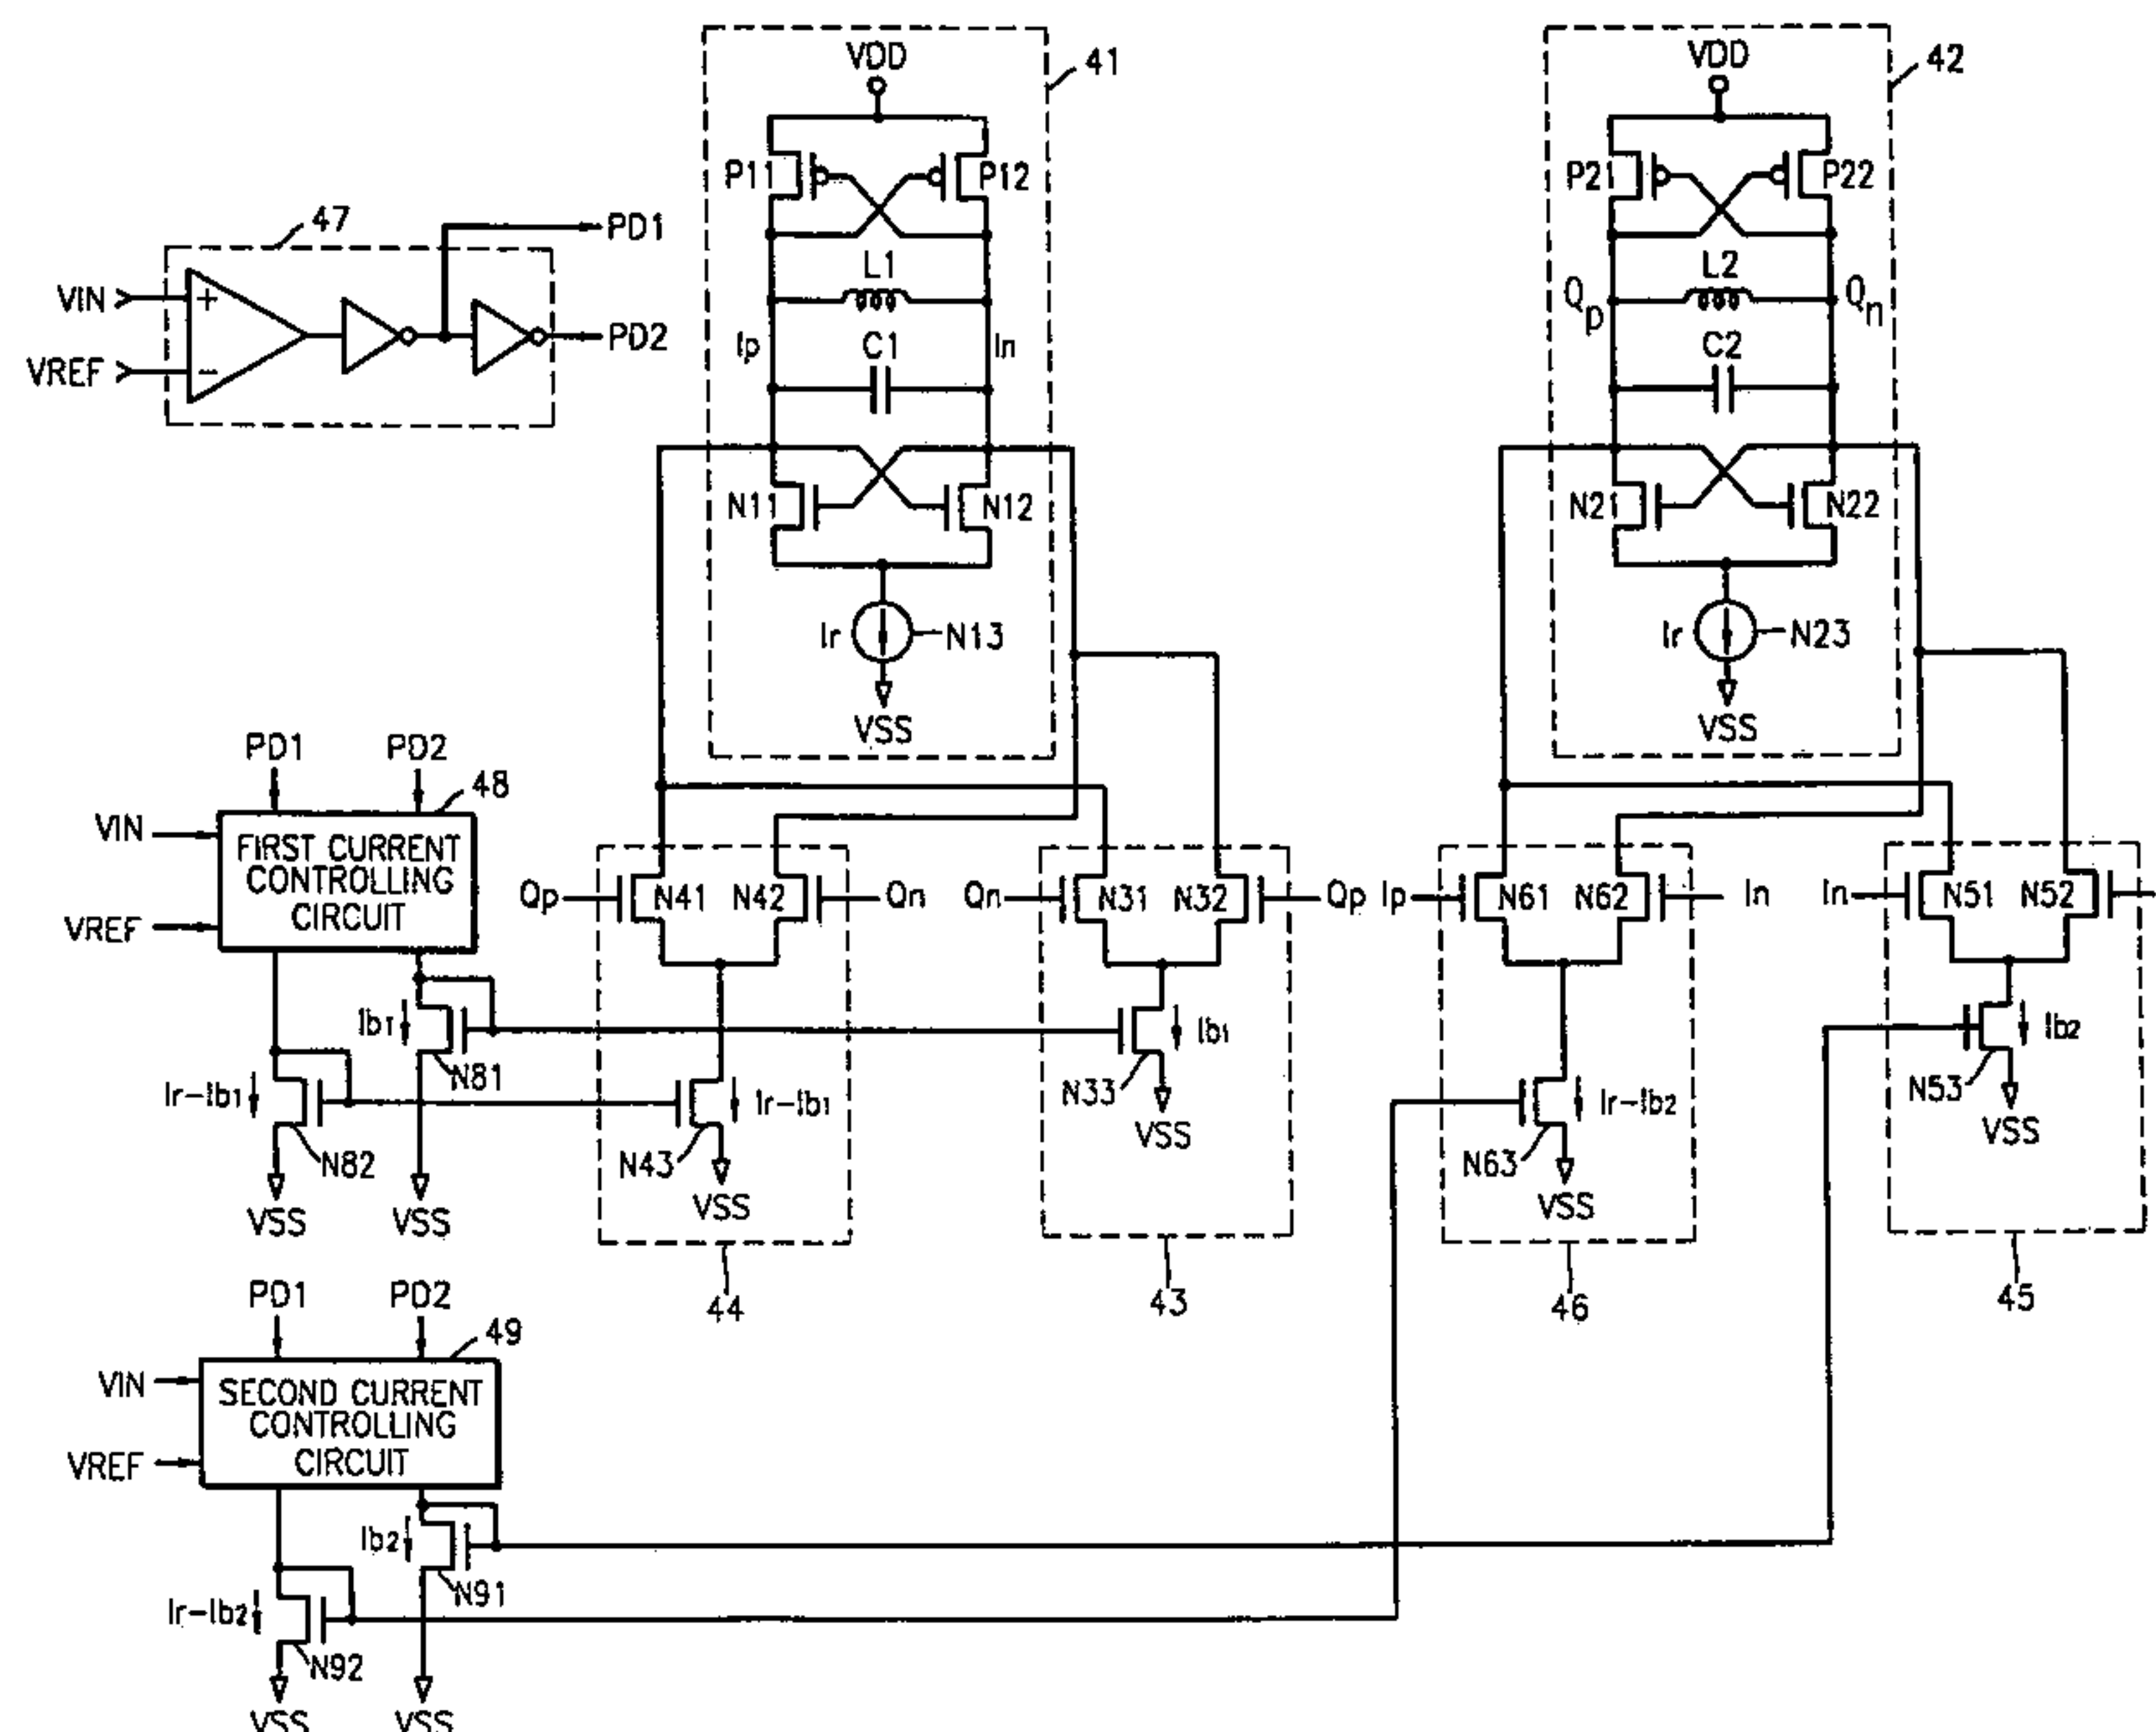 VDD
41
VDD
42
P11
P12
P21
P22
47
PD1
VIN
+
VREF
−
PD2
L1
Ip
In
C1
L2
Qp
Qn
C2
N11
N12
N21
N22
Ir
N13
VSS
Ir
N23
VSS
PD1
PD2
48
VIN
VREF
FIRST CURRENT
CONTROLLING
CIRCUIT
Qp
N41
N42
Qn
Qn
N31
N32
Qp
Ip
N61
N62
In
In
N51
N52
Ib1
N81
Ir-Ib1
N82
VSS
VSS
Ir-Ib1
N43
VSS
Ib1
N33
VSS
Ir-Ib2
N63
VSS
Ib2
N53
VSS
44
43
46
45
PD1
PD2
49
VIN
VREF
SECOND CURRENT
CONTROLLING
CIRCUIT
Ib2
N91
Ir-Ib2
N92
VSS
VSS